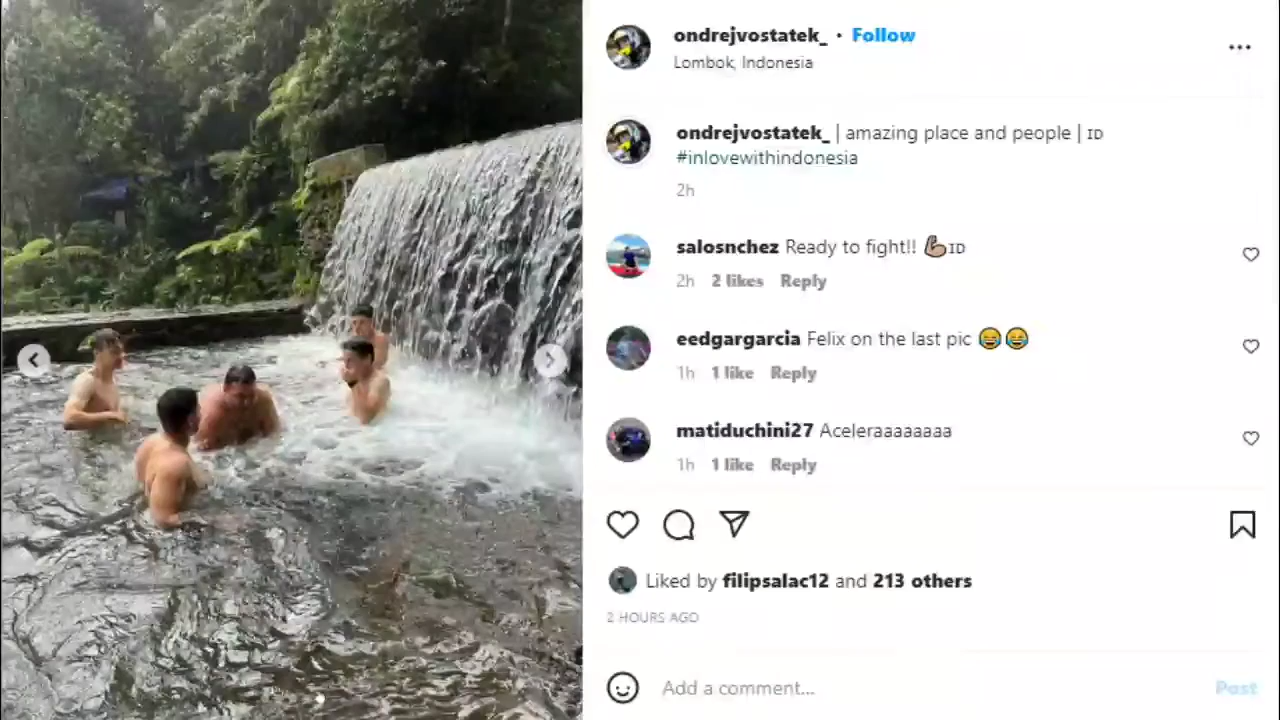 ondrejvostatek_ • Follow
Lombok, Indonesia
ondrejvostatek_ | amazing place and people | ID
#inlovewithindonesia
2h
salosnchez Ready to fight!! 💪🏼ID
2h 2 likes Reply
eedgargarcia Felix on the last pic 😂😂
1h 1 like Reply
matiduchini27 Aceleraaaaaaaa
1h 1 like Reply
Liked by filipsalac12 and 213 others
2 HOURS AGO
Add a comment... Post